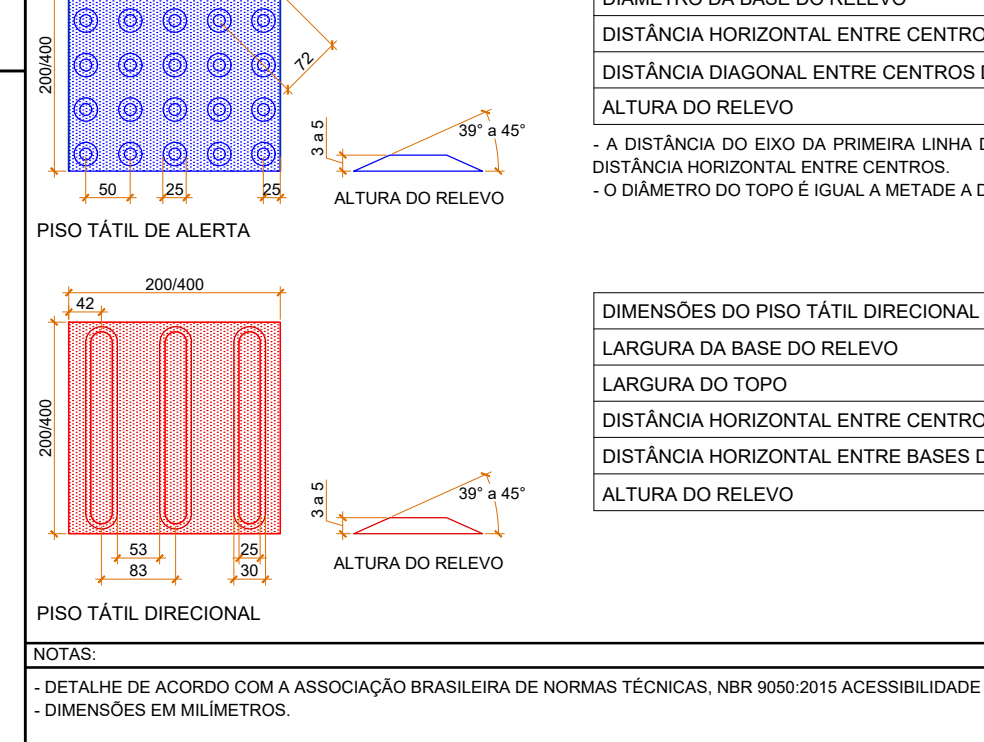 DIÂMETRO DA BASE DO RELEVO
DISTÂNCIA HORIZONTAL ENTRE CENTRO
DISTÂNCIA DIAGONAL ENTRE CENTROS
ALTURA DO RELEVO
- A DISTÂNCIA DO EIXO DA PRIMEIRA LINHA
DISTÂNCIA HORIZONTAL ENTRE CENTROS.
- O DIÂMETRO DO TOPO É IGUAL A METADE A
200/400
72
50
25
25
3 a 5
39° a 45°
ALTURA DO RELEVO
PISO TÁTIL DE ALERTA
200/400
42
200/400
53
83
25
30
3 a 5
39° a 45°
ALTURA DO RELEVO
PISO TÁTIL DIRECIONAL
DIMENSÕES DO PISO TÁTIL DIRECIONAL
LARGURA DA BASE DO RELEVO
LARGURA DO TOPO
DISTÂNCIA HORIZONTAL ENTRE CENTRO
DISTÂNCIA HORIZONTAL ENTRE BASES
ALTURA DO RELEVO
NOTAS:
- DETALHE DE ACORDO COM A ASSOCIAÇÃO BRASILEIRA DE NORMAS TÉCNICAS, NBR 9050:2015 ACESSIBILIDADE
- DIMENSÕES EM MILÍMETROS.